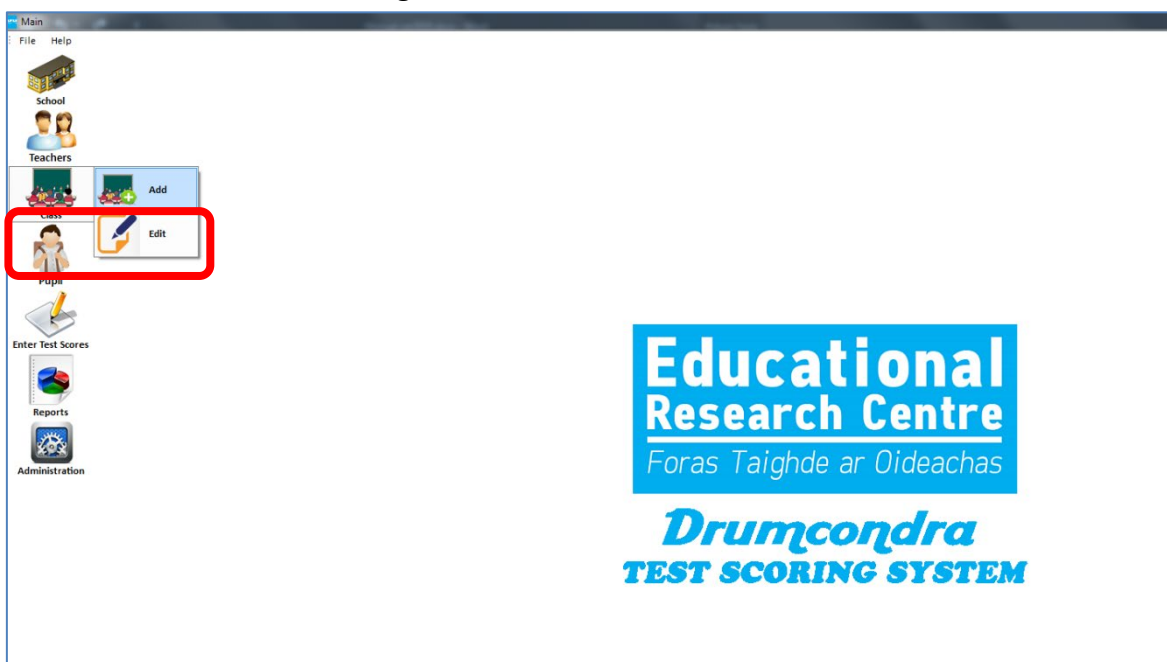 Main
File Help
School
Teachers
Class
Add
Edit
Pupil
Enter Test Scores
Reports
Administration
Educational
Research Centre
Foras Taighde ar Oideachas
Drumcondra
TEST SCORING SYSTEM